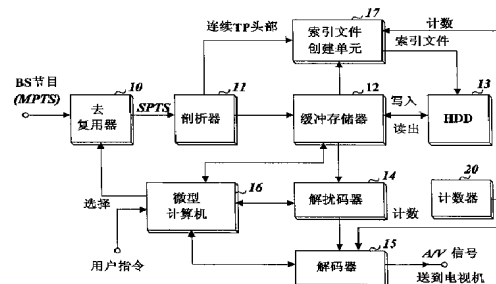 17
连续TP头部
索引文件
创建单元
计数
索引文件
BS节目
(MPTS)
10
去
复用器
SPTS
11
剖析器
12
缓冲存储器
写入
读出
13
HDD
选择
16
微型
计算机
14
解扰码器
计数
20
计数器
用户指令
15
解码器
A/V 信号
送到电视机